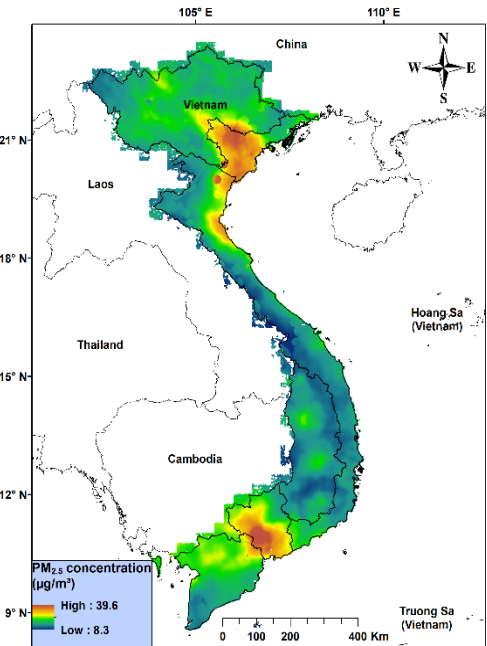 105° E
110° E
China
N
W
E
S
Vietnam
21° N
Laos
18° N
Hoang Sa
(Vietnam)
Thailand
15° N
Cambodia
12° N
PM2.5 concentration
(µg/m³)
High : 39.6
Low : 8.3
9° N
Truong Sa
(Vietnam)
0
100
200
400 Km